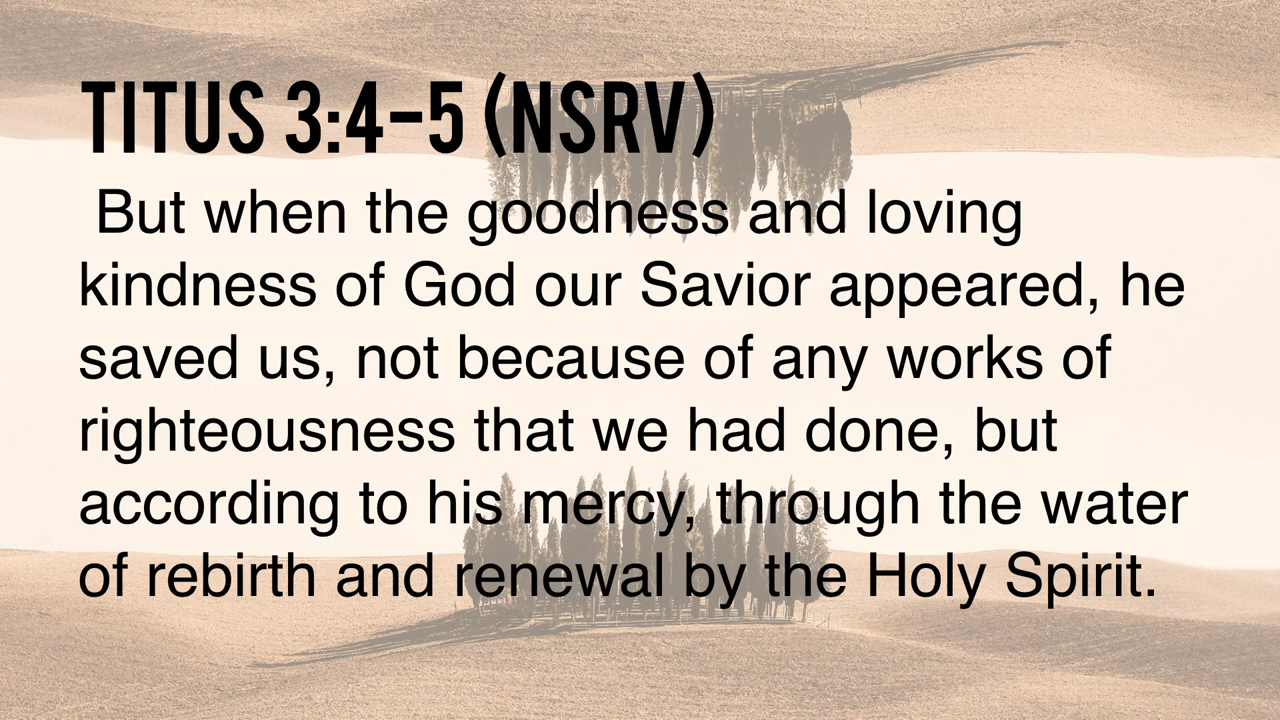 TITUS 3:4–5 (NSRV)
But when the goodness and loving
kindness of God our Savior appeared, he
saved us, not because of any works of
righteousness that we had done, but
according to his mercy, through the water
of rebirth and renewal by the Holy Spirit.